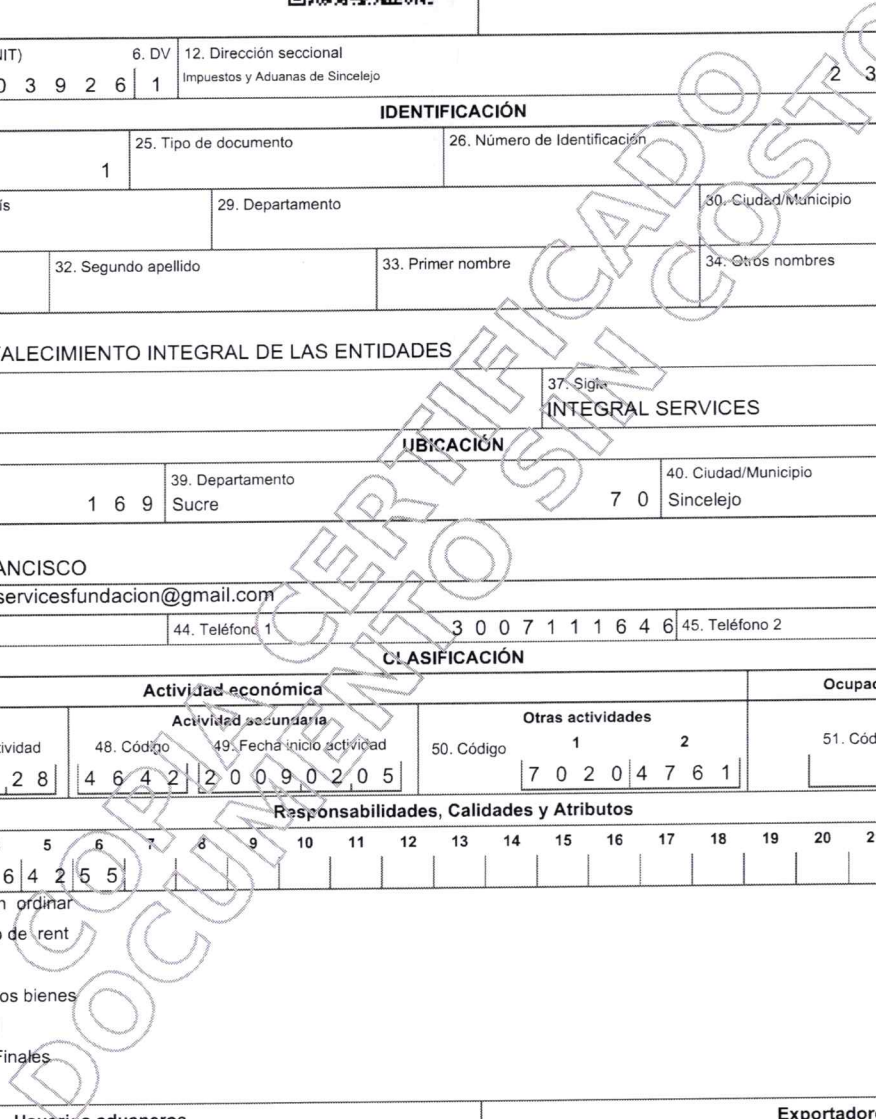 IIT) 6. DV 12. Dirección seccional
0 3 9 2 6 1 Impuestos y Aduanas de Sincelejo 2 3
IDENTIFICACIÓN
25. Tipo de documento 26. Número de Identificación
1
ís 29. Departamento 30. Ciudad/Municipio
32. Segundo apellido 33. Primer nombre 34. Otros nombres
ALECIMIENTO INTEGRAL DE LAS ENTIDADES
37. Sigla
INTEGRAL SERVICES
UBICACIÓN
39. Departamento 40. Ciudad/Municipio
1 6 9 Sucre 7 0 Sincelejo
ANCISCO
servicesfundacion@gmail.com
44. Teléfono 1 3 0 0 7 1 1 1 6 4 6 45. Teléfono 2
CLASIFICACIÓN
Actividad económica Ocupac
Actividad secundaria Otras actividades
ividad 48. Código 49. Fecha inicio actividad 50. Código 1 2 51. Cód
2 8 4 6 4 2 2 0 0 9 0 2 0 5 7 0 2 0 4 7 6 1
Responsabilidades, Calidades y Atributos
5 6 7 8 9 10 11 12 13 14 15 16 17 18 19 20 2
6 4 2 5 5
n ordinar
o de rent
os bienes
Finales
Usuarios aduaneros Exportadore
COPIA CERTIFICADO
DOCUMENTO SIN COSTO